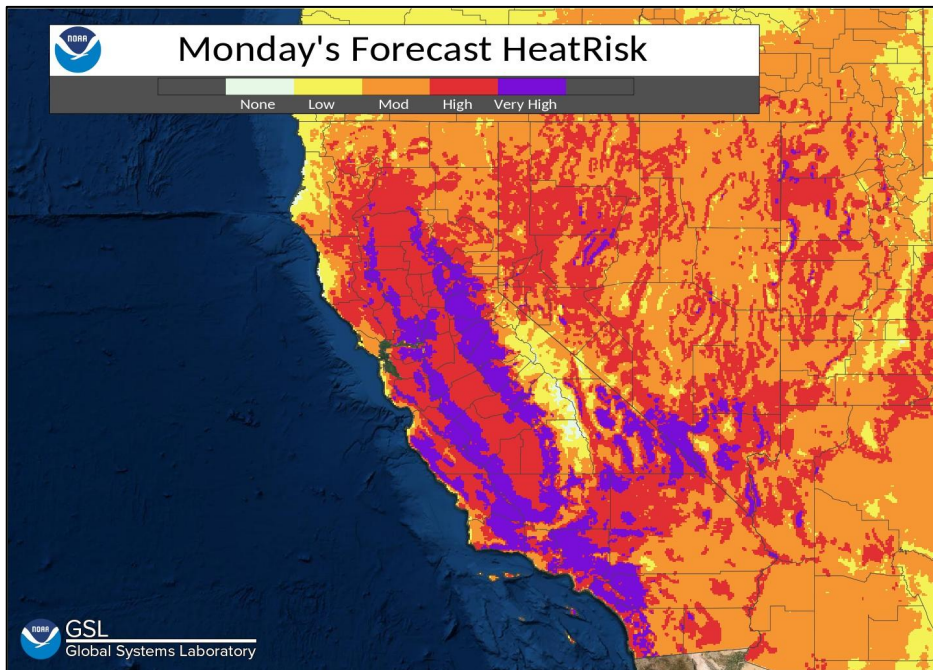 NOAA
Monday's Forecast HeatRisk
None Low Mod High Very High
NOAA
GSL
Global Systems Laboratory